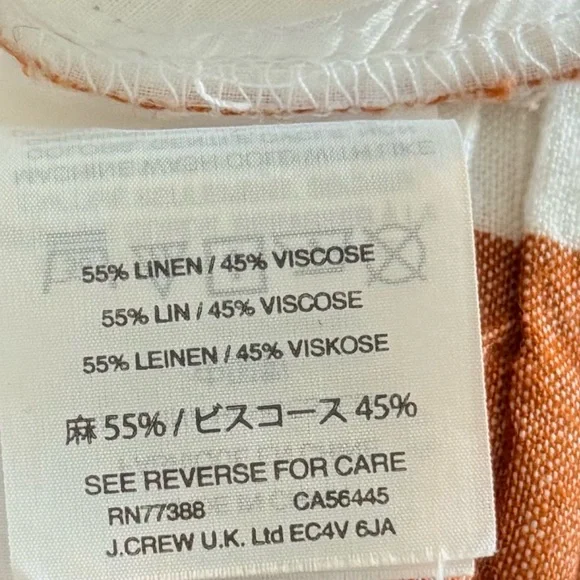 55% LINEN / 45% VISCOSE
55% LIN / 45% VISCOSE
55% LEINEN / 45% VISKOSE
麻 55% / ビスコース 45%
SEE REVERSE FOR CARE
RN77388 CA56445
J.CREW U.K. Ltd EC4V 6JA